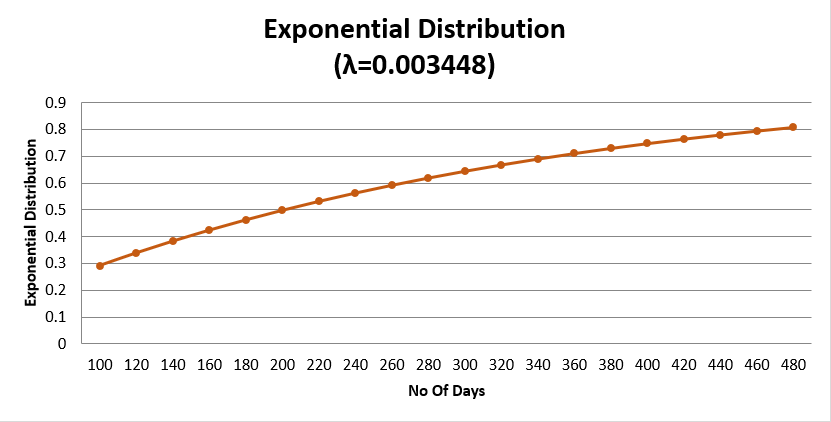 Exponential Distribution
(λ=0.003448)
0.9
0.8
0.7
0.6
0.5
0.4
0.3
0.2
0.1
0
Exponential Distribution
100 120 140 160 180 200 220 240 260 280 300 320 340 360 380 400 420 440 460 480
No Of Days